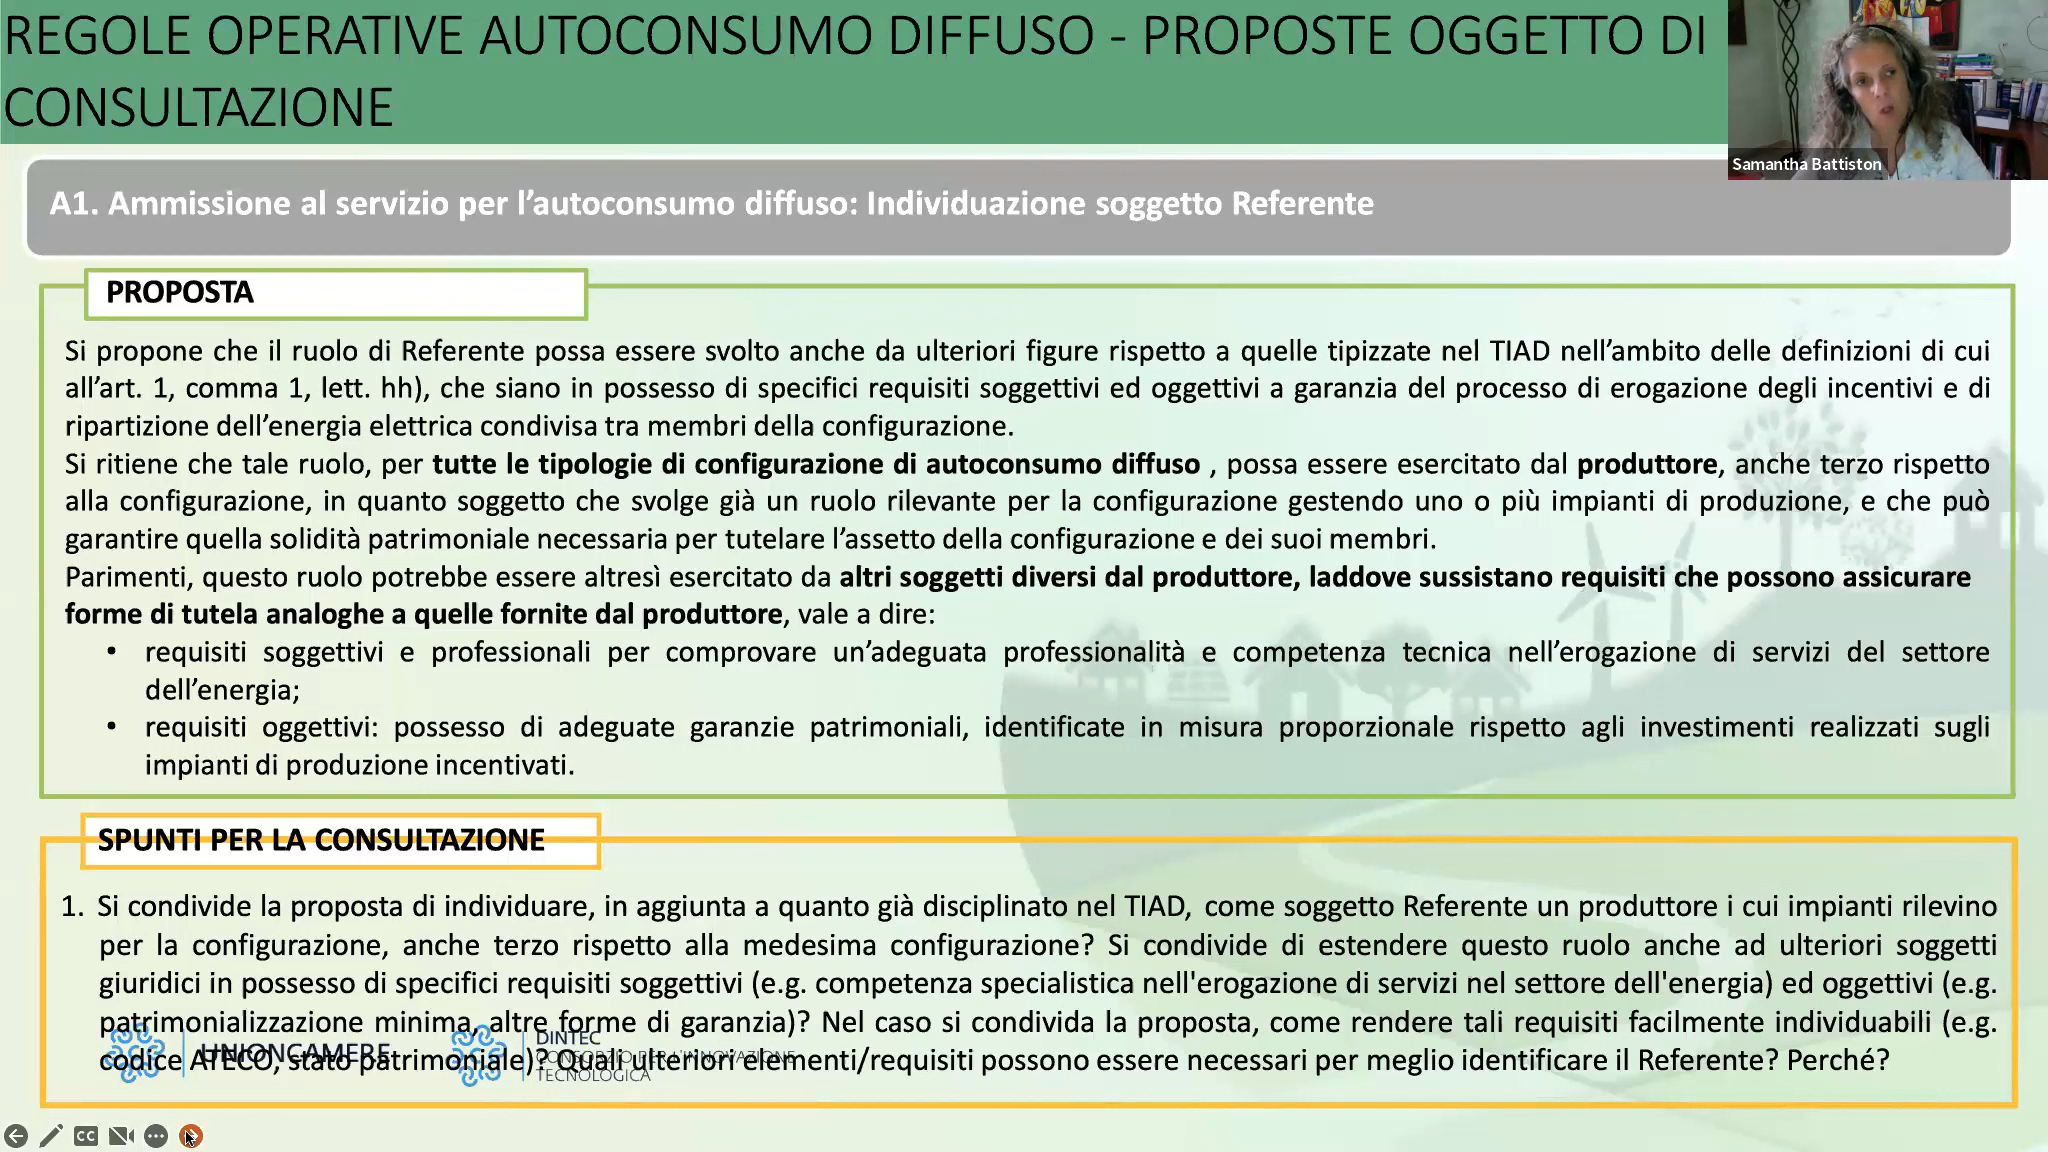 REGOLE OPERATIVE AUTOCONSUMO DIFFUSO - PROPOSTE OGGETTO DI
CONSULTAZIONE
Samantha Battiston
A1. Ammissione al servizio per l’autoconsumo diffuso: Individuazione soggetto Referente
PROPOSTA
Si propone che il ruolo di Referente possa essere svolto anche da ulteriori figure rispetto a quelle tipizzate nel TIAD nell’ambito delle definizioni di cui
all’art. 1, comma 1, lett. hh), che siano in possesso di specifici requisiti soggettivi ed oggettivi a garanzia del processo di erogazione degli incentivi e di
ripartizione dell’energia elettrica condivisa tra membri della configurazione.
Si ritiene che tale ruolo, per tutte le tipologie di configurazione di autoconsumo diffuso , possa essere esercitato dal produttore, anche terzo rispetto
alla configurazione, in quanto soggetto che svolge già un ruolo rilevante per la configurazione gestendo uno o più impianti di produzione, e che può
garantire quella solidità patrimoniale necessaria per tutelare l’assetto della configurazione e dei suoi membri.
Parimenti, questo ruolo potrebbe essere altresì esercitato da altri soggetti diversi dal produttore, laddove sussistano requisiti che possono assicurare
forme di tutela analoghe a quelle fornite dal produttore, vale a dire:
• requisiti soggettivi e professionali per comprovare un’adeguata professionalità e competenza tecnica nell’erogazione di servizi del settore
dell’energia;
• requisiti oggettivi: possesso di adeguate garanzie patrimoniali, identificate in misura proporzionale rispetto agli investimenti realizzati sugli
impianti di produzione incentivati.
SPUNTI PER LA CONSULTAZIONE
1. Si condivide la proposta di individuare, in aggiunta a quanto già disciplinato nel TIAD, come soggetto Referente un produttore i cui impianti rilevino
per la configurazione, anche terzo rispetto alla medesima configurazione? Si condivide di estendere questo ruolo anche ad ulteriori soggetti
giuridici in possesso di specifici requisiti soggettivi (e.g. competenza specialistica nell'erogazione di servizi nel settore dell'energia) ed oggettivi (e.g.
patrimonializzazione minima, altre forme di garanzia)? Nel caso si condivida la proposta, come rendere tali requisiti facilmente individuabili (e.g.
codice ATECO, stato patrimoniale)? Quali ulteriori elementi/requisiti possono essere necessari per meglio identificare il Referente? Perché?
UNIONCAMERE
DINTEC
CONSORZIO PER L'INNOVAZIONE
TECNOLOGICA
CC